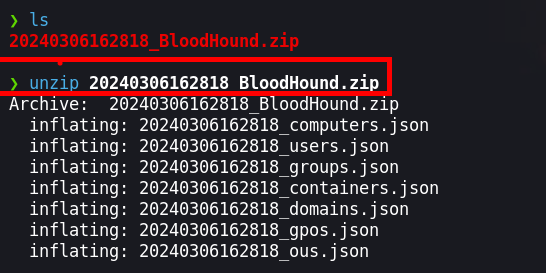 ❯ ls
20240306162818_BloodHound.zip
❯ unzip 20240306162818_BloodHound.zip
Archive:  20240306162818_BloodHound.zip
  inflating: 20240306162818_computers.json
  inflating: 20240306162818_users.json
  inflating: 20240306162818_groups.json
  inflating: 20240306162818_containers.json
  inflating: 20240306162818_domains.json
  inflating: 20240306162818_gpos.json
  inflating: 20240306162818_ous.json